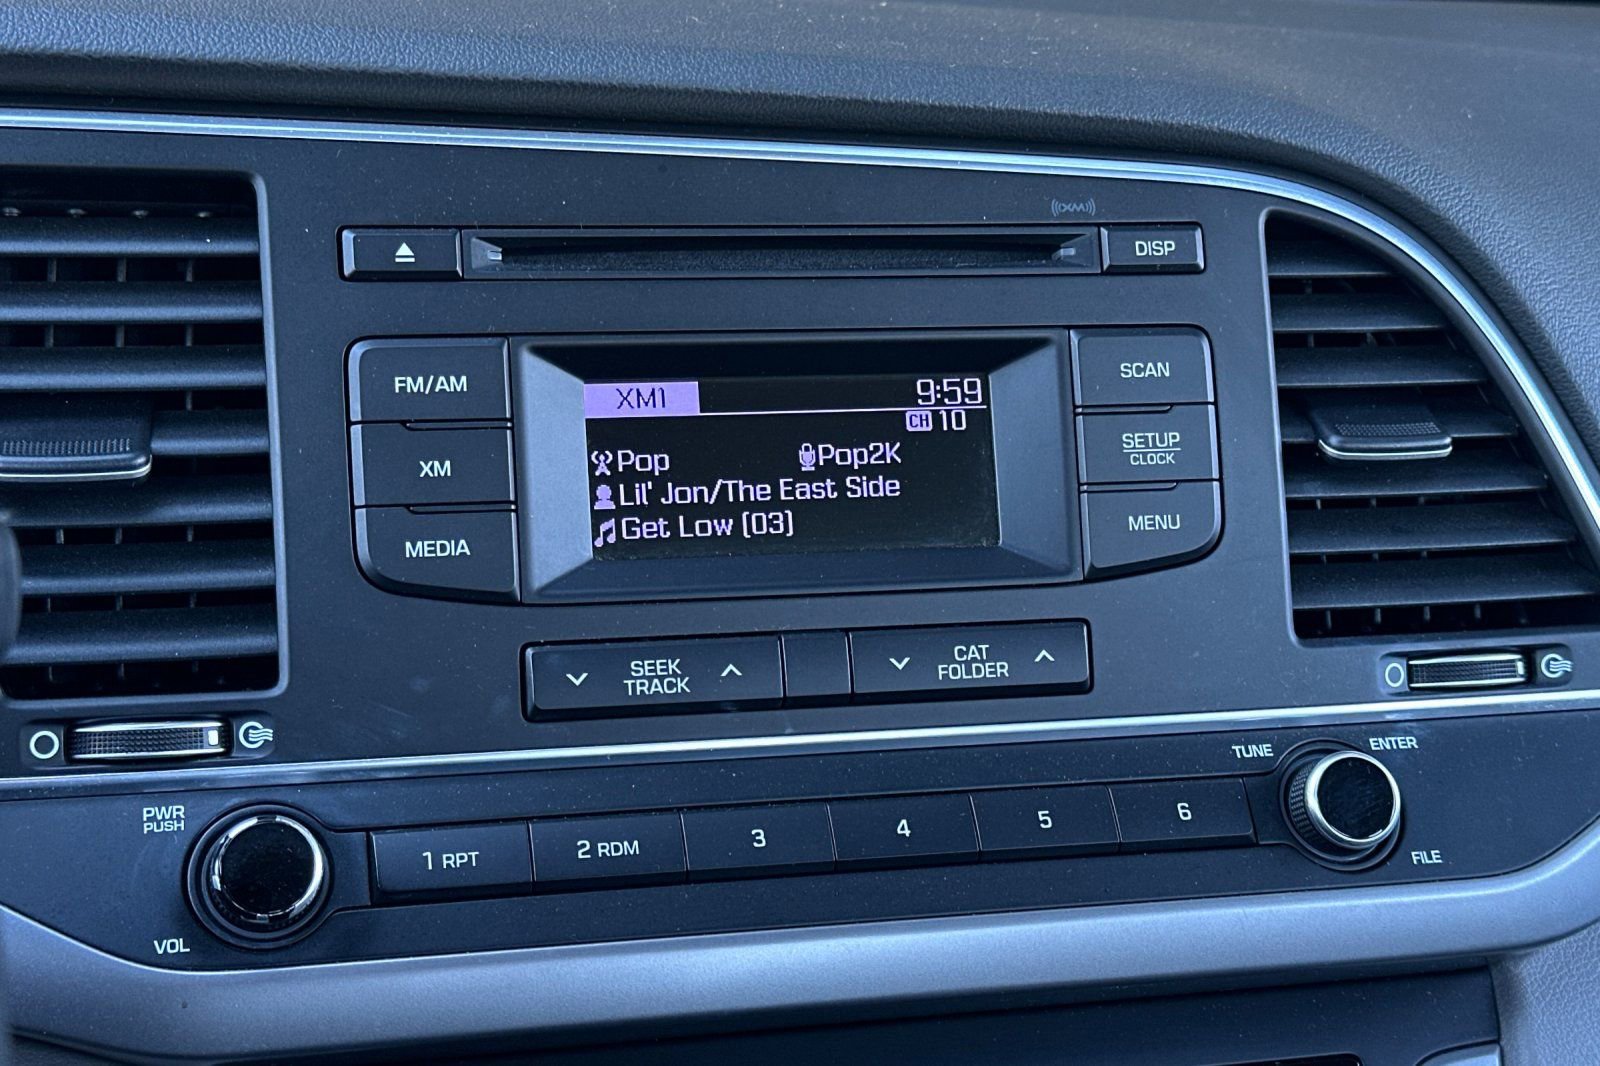 ((XM))
DISP
FM/AM
XM
MEDIA
XM1 9:59
CH 10
Pop Pop2K
Lil' Jon/The East Side
Get Low (03)
SCAN
SETUP
CLOCK
MENU
SEEK
TRACK
CAT
FOLDER
PWR
PUSH
VOL
1 RPT
2 RDM
3
4
5
6
TUNE
ENTER
FILE